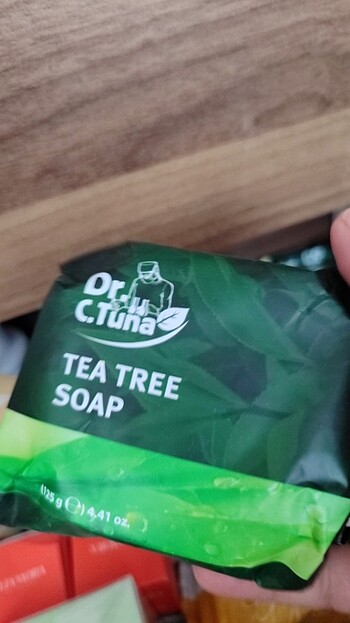 Dr.
C.Tuna
TEA TREE
SOAP
(125 g ℮) 4.41 oz.